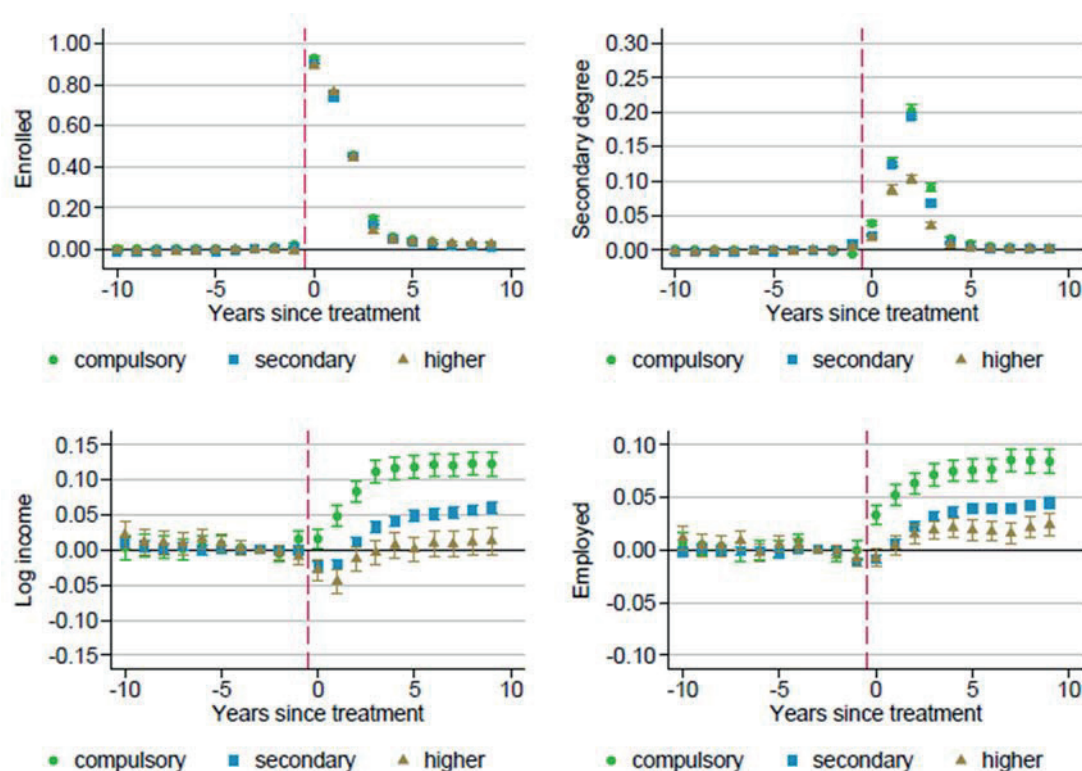 Enrolled
1.00
0.80
0.60
0.40
0.20
0.00
-10 -5 0 5 10
Years since treatment
compulsory secondary higher
Secondary degree
0.30
0.25
0.20
0.15
0.10
0.05
0.00
-10 -5 0 5 10
Years since treatment
compulsory secondary higher
Log income
0.15
0.10
0.05
0.00
-0.05
-0.10
-0.15
-10 -5 0 5 10
Years since treatment
compulsory secondary higher
Employed
0.10
0.05
0.00
-0.05
-0.10
-10 -5 0 5 10
Years since treatment
compulsory secondary higher